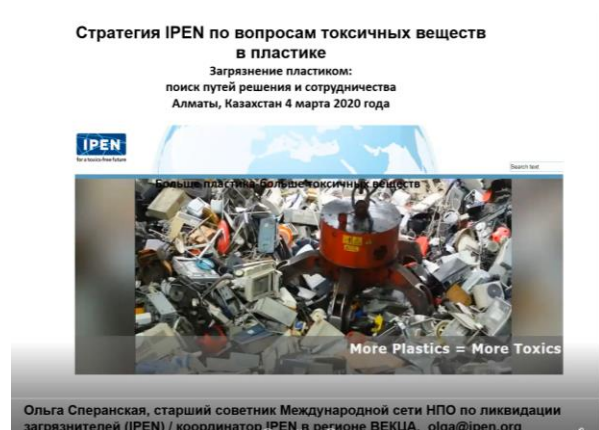 Стратегия IPEN по вопросам токсичных веществ
в пластике
Загрязнение пластиком:
поиск путей решения и сотрудничества
Алматы, Казахстан 4 марта 2020 года
IPEN
for a toxics-free future
Search text
Больше пластика-больше токсичных веществ
More Plastics = More Toxics
Ольга Сперанская, старший советник Международной сети НПО по ликвидации
загрязнителей (IPEN) / координатор IPEN в регионе ВЕКЦА, olga@ipen.org